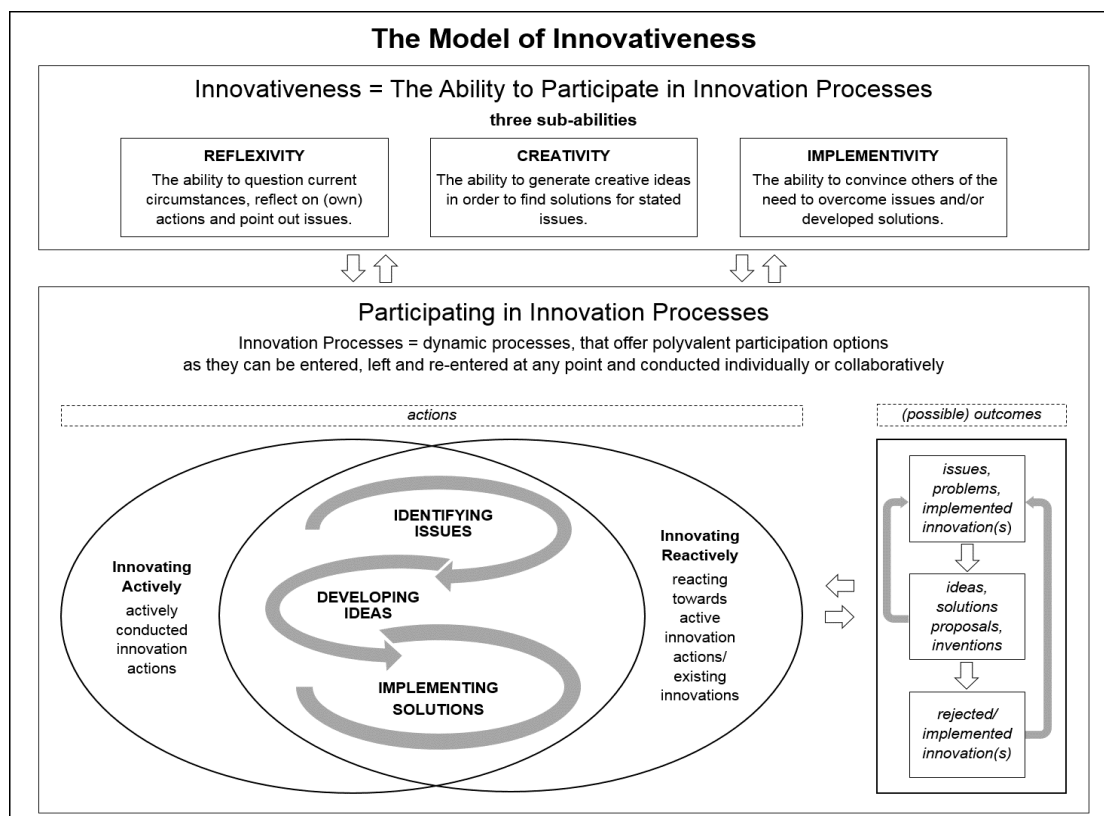 The Model of Innovativeness
Innovativeness = The Ability to Participate in Innovation Processes
three sub-abilities
REFLEXIVITY
The ability to question current
circumstances, reflect on (own)
actions and point out issues.
CREATIVITY
The ability to generate creative ideas
in order to find solutions for stated
issues.
IMPLEMENTIVITY
The ability to convince others of the
need to overcome issues and/or
developed solutions.
Participating in Innovation Processes
Innovation Processes = dynamic processes, that offer polyvalent participation options
as they can be entered, left and re-entered at any point and conducted individually or collaboratively
actions
Innovating
Actively
actively
conducted
innovation
actions
IDENTIFYING
ISSUES
DEVELOPING
IDEAS
IMPLEMENTING
SOLUTIONS
Innovating
Reactively
reacting
towards
active
innovation
actions/
existing
innovations
(possible) outcomes
issues,
problems,
implemented
innovation(s)
ideas,
solutions
proposals,
inventions
rejected/
implemented
innovation(s)